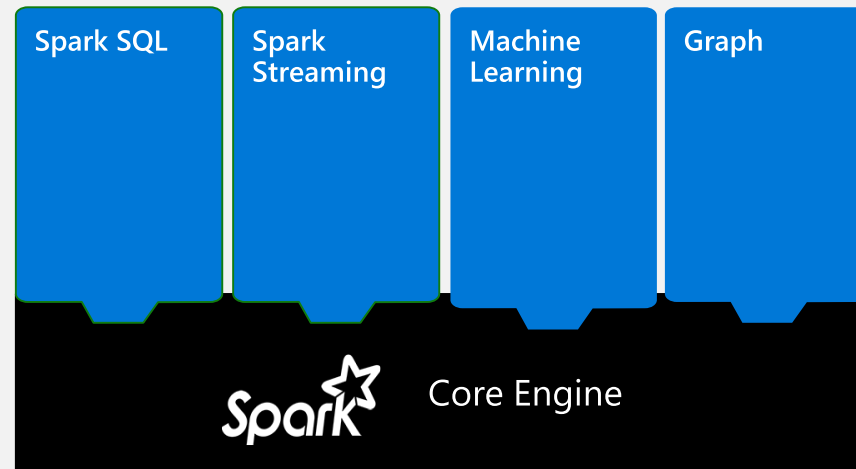 Spark SQL
Spark
Streaming
Machine
Learning
Graph
Spark
Core Engine